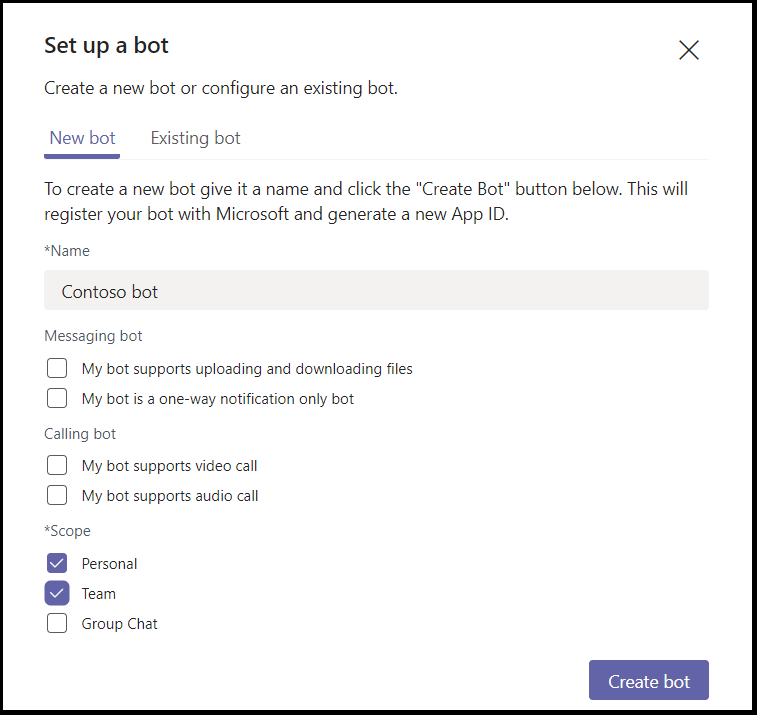 Set up a bot
Create a new bot or configure an existing bot.
New bot Existing bot
To create a new bot give it a name and click the "Create Bot" button below. This will
register your bot with Microsoft and generate a new App ID.
*Name
Contoso bot
Messaging bot
My bot supports uploading and downloading files
My bot is a one-way notification only bot
Calling bot
My bot supports video call
My bot supports audio call
*Scope
Personal
Team
Group Chat
Create bot